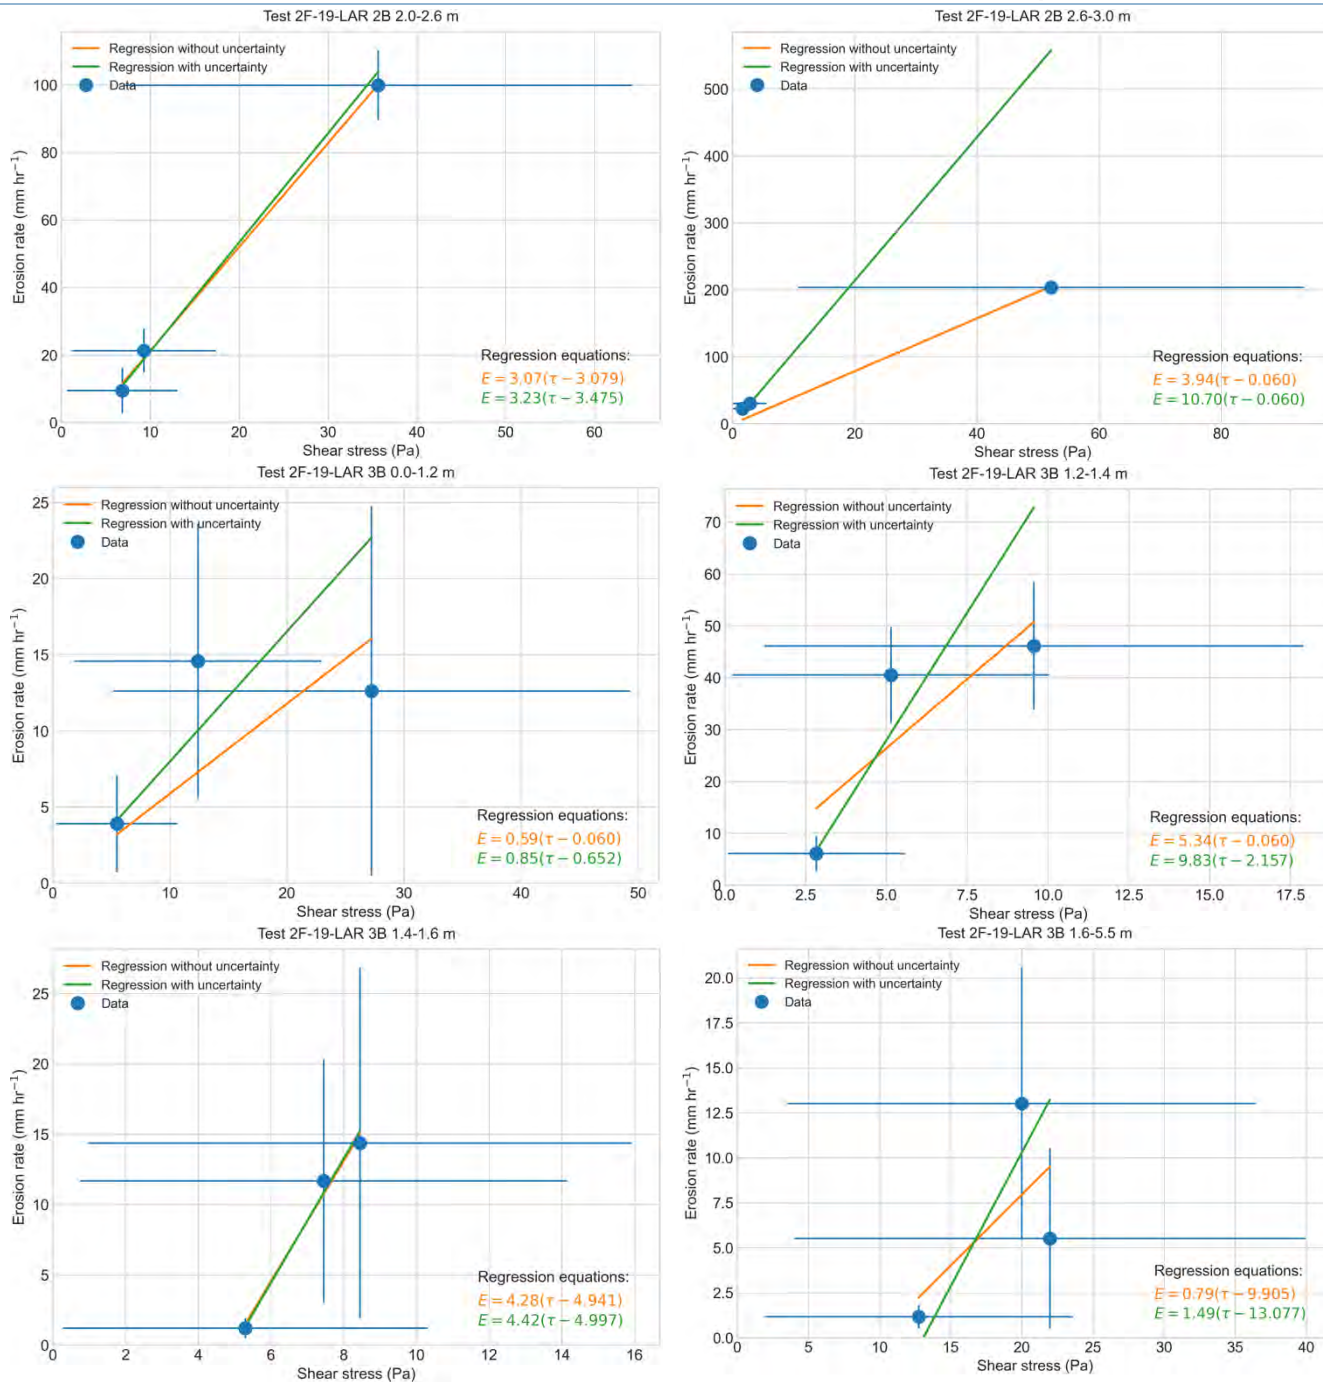 Test 2F-19-LAR 2B 2.0-2.6 m
Regression without uncertainty
Regression with uncertainty
Data
Erosion rate (mm hr⁻¹)
100
80
60
40
20
0
0 10 20 30 40 50 60
Shear stress (Pa)
Regression equations:
E = 3.07(τ − 3.079)
E = 3.23(τ − 3.475)
Test 2F-19-LAR 2B 2.6-3.0 m
Regression without uncertainty
Regression with uncertainty
Data
Erosion rate (mm hr⁻¹)
500
400
300
200
100
0
0 20 40 60 80
Shear stress (Pa)
Regression equations:
E = 3.94(τ − 0.060)
E = 10.70(τ − 0.060)
Test 2F-19-LAR 3B 0.0-1.2 m
Regression without uncertainty
Regression with uncertainty
Data
Erosion rate (mm hr⁻¹)
25
20
15
10
5
0
0 10 20 30 40 50
Shear stress (Pa)
Regression equations:
E = 0.59(τ − 0.060)
E = 0.85(τ − 0.652)
Test 2F-19-LAR 3B 1.2-1.4 m
Regression without uncertainty
Regression with uncertainty
Data
Erosion rate (mm hr⁻¹)
70
60
50
40
30
20
10
0
0.0 2.5 5.0 7.5 10.0 12.5 15.0 17.5
Shear stress (Pa)
Regression equations:
E = 5.34(τ − 0.060)
E = 9.83(τ − 2.157)
Test 2F-19-LAR 3B 1.4-1.6 m
Regression without uncertainty
Regression with uncertainty
Data
Erosion rate (mm hr⁻¹)
25
20
15
10
5
0
0 2 4 6 8 10 12 14 16
Shear stress (Pa)
Regression equations:
E = 4.28(τ − 4.941)
E = 4.42(τ − 4.997)
Test 2F-19-LAR 3B 1.6-5.5 m
Regression without uncertainty
Regression with uncertainty
Data
Erosion rate (mm hr⁻¹)
20.0
17.5
15.0
12.5
10.0
7.5
5.0
2.5
0.0
0 5 10 15 20 25 30 35 40
Shear stress (Pa)
Regression equations:
E = 0.79(τ − 9.905)
E = 1.49(τ − 13.077)